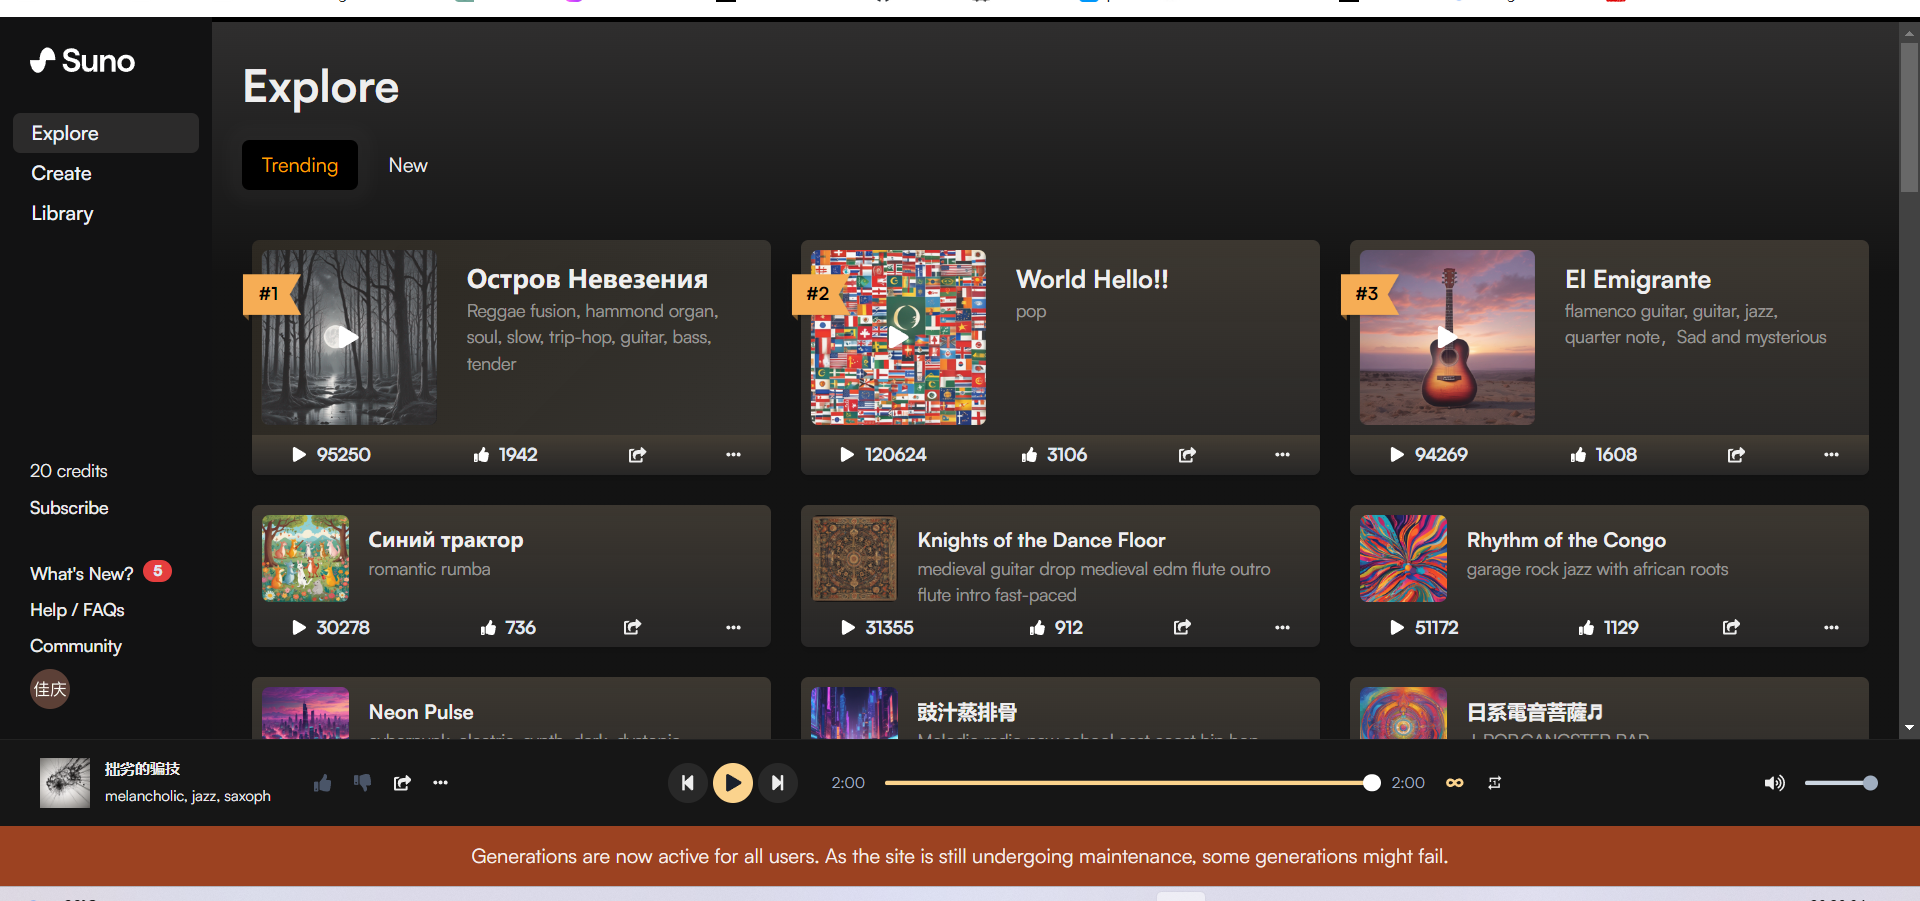 Suno
Explore
Create
Library
20 credits
Subscribe
What's New? 5
Help / FAQs
Community
佳庆
Explore
Trending New
#1
Остров Невезения
Reggae fusion, hammond organ,
soul, slow, trip-hop, guitar, bass,
tender
95250 1942
#2
World Hello!!
pop
120624 3106
#3
El Emigrante
flamenco guitar, guitar, jazz,
quarter note，Sad and mysterious
94269 1608
Синий трактор
romantic rumba
30278 736
Knights of the Dance Floor
medieval guitar drop medieval edm flute outro
flute intro fast-paced
31355 912
Rhythm of the Congo
garage rock jazz with african roots
51172 1129
Neon Pulse
豉汁蒸排骨
日系電音菩薩♬
拙劣的骗技
melancholic, jazz, saxoph
2:00 2:00
Generations are now active for all users. As the site is still undergoing maintenance, some generations might fail.